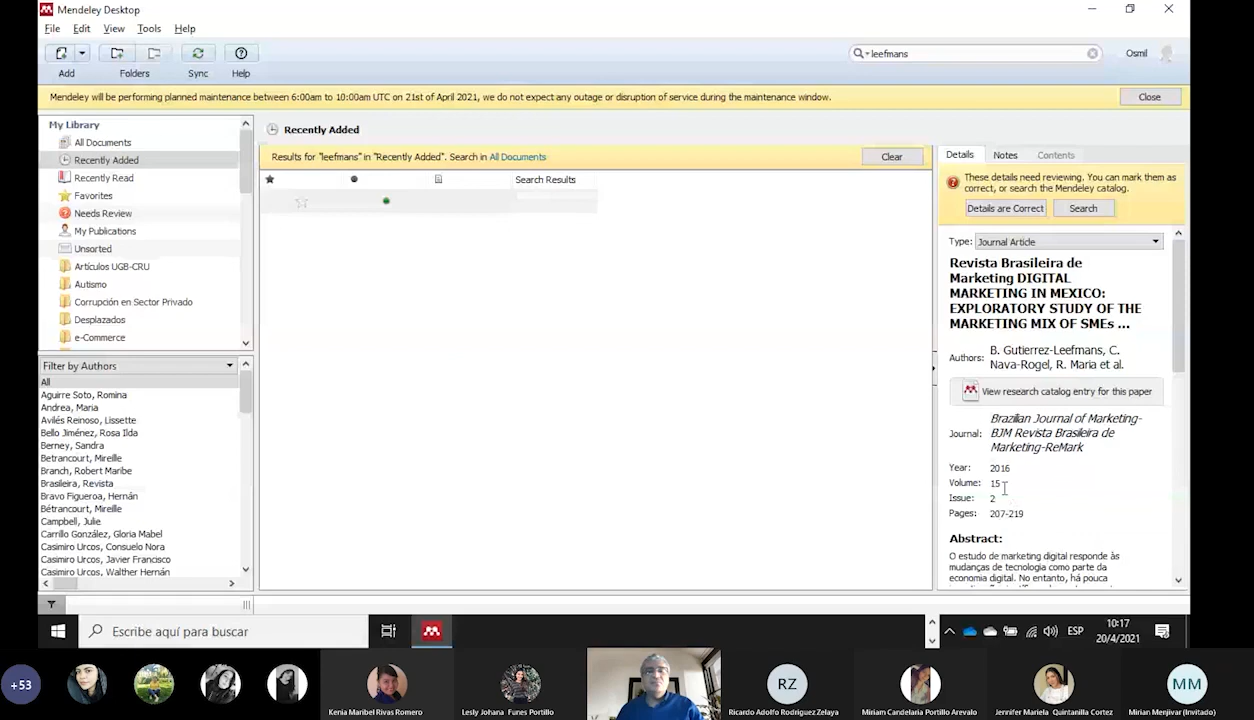 Mendeley Desktop
File Edit View Tools Help
leefmans
Osmil
Add Folders Sync Help
Mendeley will be performing planned maintenance between 6:00am to 10:00am UTC on 21st of April 2021, we do not expect any outage or disruption of service during the maintenance window.
Close
My Library
All Documents
Recently Added
Recently Read
Favorites
Needs Review
My Publications
Unsorted
Artículos UGB-CRU
Autismo
Corrupción en Sector Privado
Desplazados
e-Commerce
Filter by Authors
All
Aguirre Soto, Romina
Andrea, Maria
Avilés Reinoso, Lissette
Bello Jiménez, Rosa Ilda
Berney, Sandra
Betrancourt, Mireille
Branch, Robert Maribe
Brasileira, Revista
Bravo Figueroa, Hernán
Bétrancourt, Mireille
Campbell, Julie
Carrillo González, Gloria Mabel
Casimiro Urcos, Consuelo Nora
Casimiro Urcos, Javier Francisco
Casimiro Urcos, Walther Hernán
Recently Added
Results for "leefmans" in "Recently Added". Search in All Documents
Clear
Search Results
Details Notes Contents
These details need reviewing. You can mark them as
correct, or search the Mendeley catalog.
Details are Correct Search
Type: Journal Article
Revista Brasileira de
Marketing DIGITAL
MARKETING IN MEXICO:
EXPLORATORY STUDY OF THE
MARKETING MIX OF SMEs ...
Authors: B. Gutierrez-Leefmans, C.
Nava-Rogel, R. Maria et al.
View research catalog entry for this paper
Journal: Brazilian Journal of Marketing-
BJM Revista Brasileira de
Marketing-ReMark
Year: 2016
Volume: 15
Issue: 2
Pages: 207-219
Abstract:
O estudo de marketing digital responde às
mudanças de tecnologia como parte da
economia digital. No entanto, há pouca
Escribe aquí para buscar
ESP
10:17
20/4/2021
+53
Kenia Maribel Rivas Romero
Lesly Johana Funes Portillo
RZ
Ricardo Adolfo Rodriguez Zelaya
Miriam Candelaria Portillo Arevalo
Jennifer Mariela Quintanilla Cortez
MM
Mirian Menjivar (Invitado)